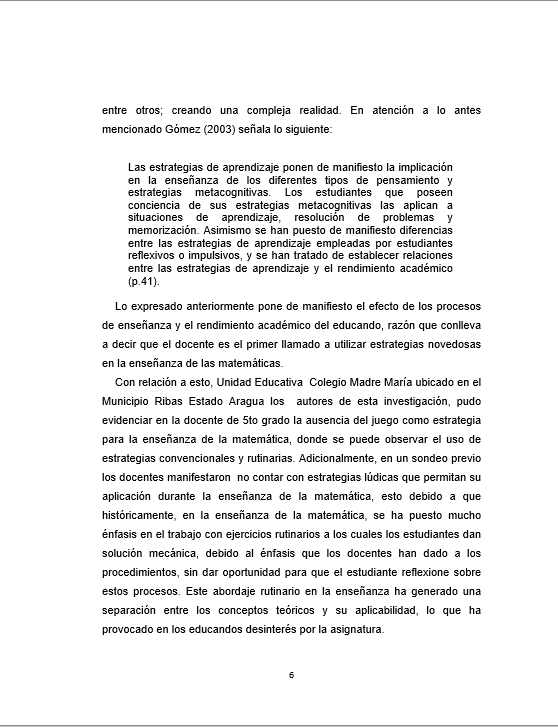 entre otros; creando una compleja realidad. En atención a lo antes
mencionado Gómez (2003) señala lo siguiente:
Las estrategias de aprendizaje ponen de manifiesto la implicación
en la enseñanza de los diferentes tipos de pensamiento y
estrategias metacognitivas. Los estudiantes que poseen
conciencia de sus estrategias metacognitivas las aplican a
situaciones de aprendizaje, resolución de problemas y
memorización. Asimismo se han puesto de manifiesto diferencias
entre las estrategias de aprendizaje empleadas por estudiantes
reflexivos o impulsivos, y se han tratado de establecer relaciones
entre las estrategias de aprendizaje y el rendimiento académico
(p.41).
Lo expresado anteriormente pone de manifiesto el efecto de los procesos
de enseñanza y el rendimiento académico del educando, razón que conlleva
a decir que el docente es el primer llamado a utilizar estrategias novedosas
en la enseñanza de las matemáticas.
Con relación a esto, Unidad Educativa Colegio Madre María ubicado en el
Municipio Ribas Estado Aragua los autores de esta investigación, pudo
evidenciar en la docente de 5to grado la ausencia del juego como estrategia
para la enseñanza de la matemática, donde se puede observar el uso de
estrategias convencionales y rutinarias. Adicionalmente, en un sondeo previo
los docentes manifestaron no contar con estrategias lúdicas que permitan su
aplicación durante la enseñanza de la matemática, esto debido a que
históricamente, en la enseñanza de la matemática, se ha puesto mucho
énfasis en el trabajo con ejercicios rutinarios a los cuales los estudiantes dan
solución mecánica, debido al énfasis que los docentes han dado a los
procedimientos, sin dar oportunidad para que el estudiante reflexione sobre
estos procesos. Este abordaje rutinario en la enseñanza ha generado una
separación entre los conceptos teóricos y su aplicabilidad, lo que ha
provocado en los educandos desinterés por la asignatura.
6